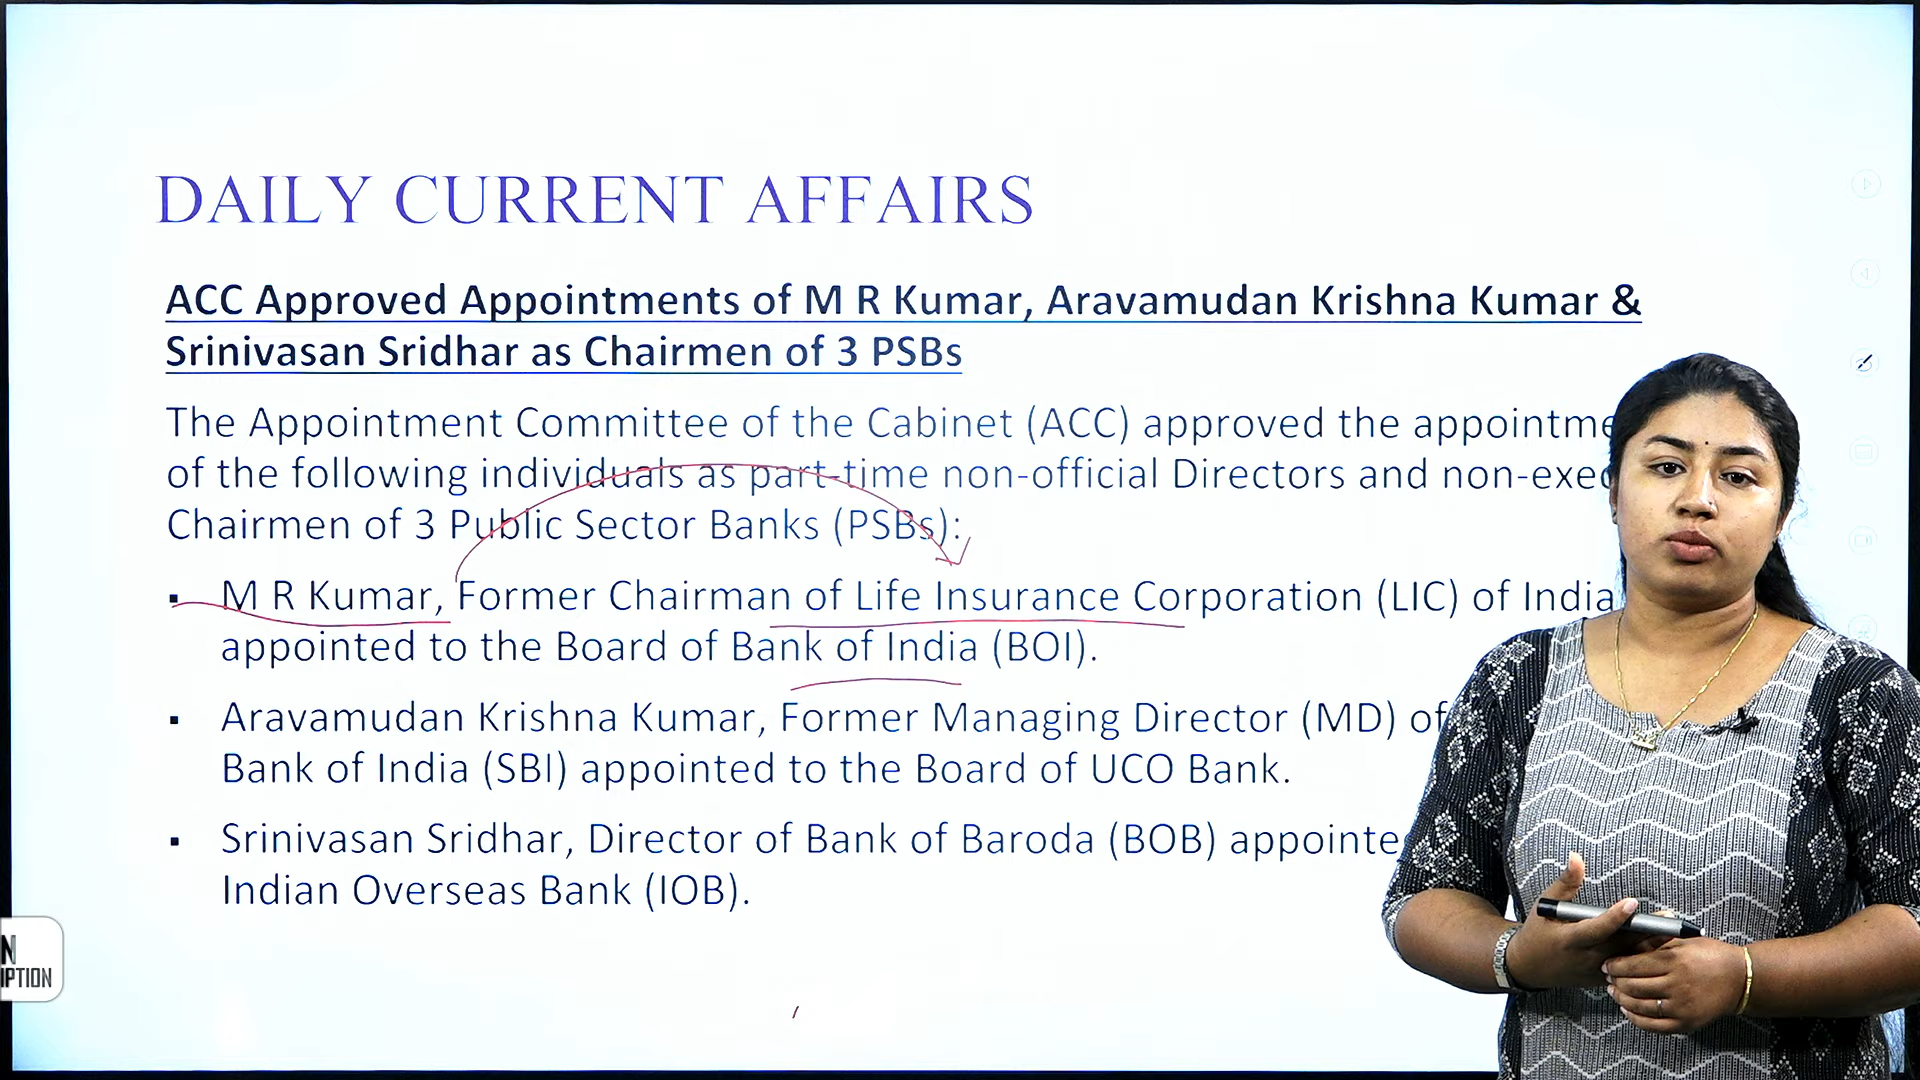 DAILY CURRENT AFFAIRS
ACC Approved Appointments of M R Kumar, Aravamudan Krishna Kumar &
Srinivasan Sridhar as Chairmen of 3 PSBs
The Appointment Committee of the Cabinet (ACC) approved the appointme
of the following individuals as part-time non-official Directors and non-exec
Chairmen of 3 Public Sector Banks (PSBs):
▪ M R Kumar, Former Chairman of Life Insurance Corporation (LIC) of India
appointed to the Board of Bank of India (BOI).
▪ Aravamudan Krishna Kumar, Former Managing Director (MD) of
Bank of India (SBI) appointed to the Board of UCO Bank.
▪ Srinivasan Sridhar, Director of Bank of Baroda (BOB) appointe
Indian Overseas Bank (IOB).
N
IPTION